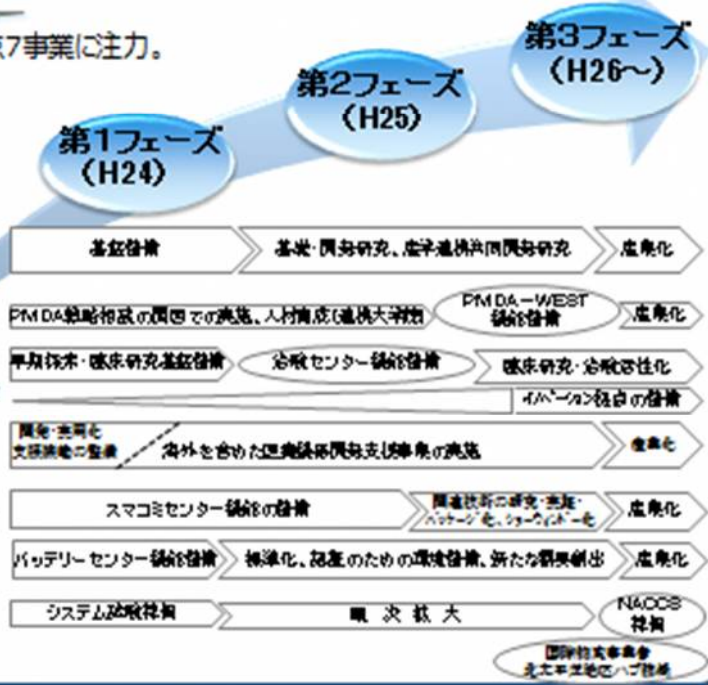 7事業に注力。
第3フェーズ
(H26～)
第2フェーズ
(H25)
第1フェーズ
(H24)
基盤整備
基礎・開発研究、産学連携共同開発研究
産業化
PMDA戦略相談の関西での実施、人材育成(連携大学院)
PMDA－WEST
機能整備
産業化
早期探索・臨床研究基盤整備
治験センター機能整備
臨床研究・治験活性化
イノベーション拠点の整備
開発・実用化
支援機能の整備
海外を含めた医療機器開発支援事業の実施
産業化
スマコミセンター機能の整備
関連技術の研究・実証・
パッケージ化、ショーウィンドー化
産業化
バッテリーセンター機能整備
標準化、認証のための環境整備、新たな需要創出
産業化
システム試験稼働
順次拡大
NACCS
稼働
国際物流事業者
北太平洋地区ハブ